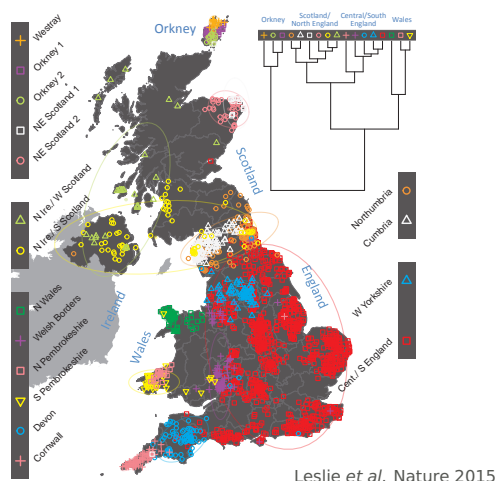 Orkney
Scotland/
North England
Central/South
England
Wales
Westray
Orkney 1
Orkney 2
NE Scotland 1
NE Scotland 2
Orkney
Scotland
N Ire./ W Scotland
N Ire/ S Scotland
Northumbria
Cumbria
Ireland
England
W Yorkshire
Cent./ S England
Wales
N Wales
Welsh Borders
N Pembrokeshire
S Pembrokeshire
Devon
Cornwall
Leslie et al. Nature 2015